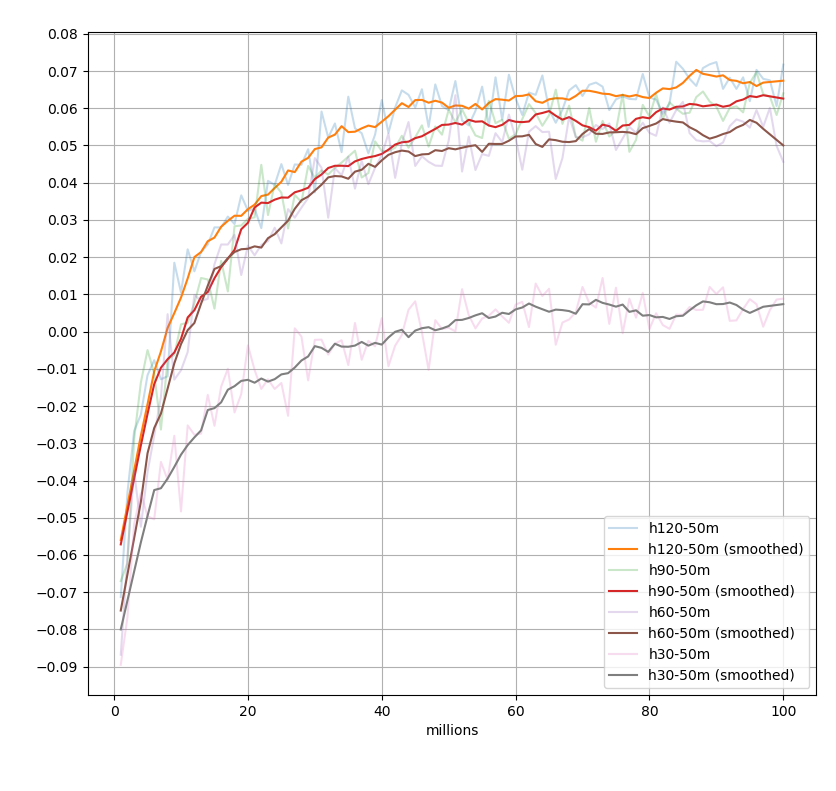 0.08
0.07
0.06
0.05
0.04
0.03
0.02
0.01
0.00
−0.01
−0.02
−0.03
−0.04
−0.05
−0.06
−0.07
−0.08
−0.09
0 20 40 60 80 100
millions
h120-50m
h120-50m (smoothed)
h90-50m
h90-50m (smoothed)
h60-50m
h60-50m (smoothed)
h30-50m
h30-50m (smoothed)